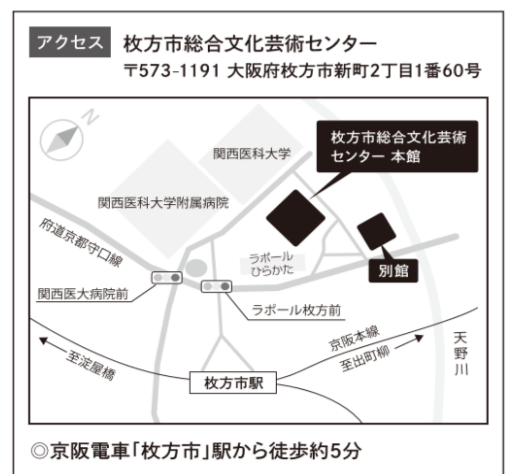 アクセス 枚方市総合文化芸術センター
〒573-1191 大阪府枚方市新町2丁目1番60号
N
関西医科大学
枚方市総合文化芸術
センター 本館
関西医科大学附属病院
府道京都守口線
ラポール
ひらかた
別館
関西医大病院前
ラポール枚方前
京阪本線
至出町柳
天野川
至淀屋橋
枚方市駅
◎京阪電車「枚方市」駅から徒歩約5分